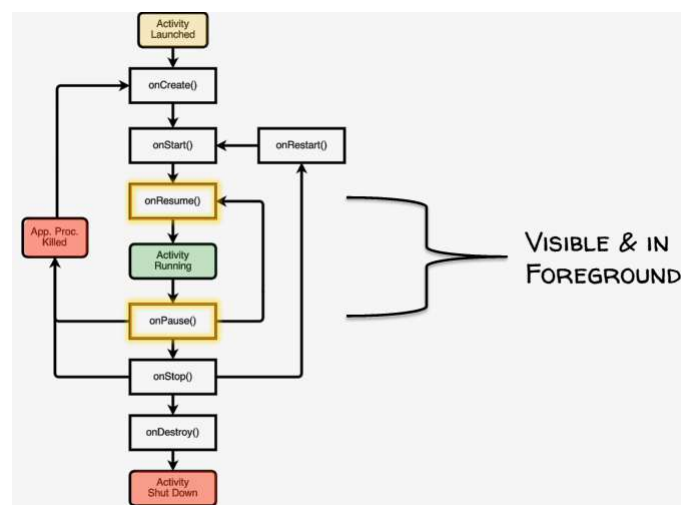 Activity
Launched
onCreate()
onStart()
onRestart()
onResume()
App. Proc.
Killed
Activity
Running
onPause()
onStop()
onDestroy()
Activity
Shut Down
VISIBLE & IN
FOREGROUND